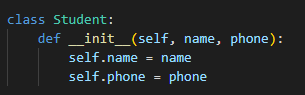 class Student:
    def __init__(self, name, phone):
        self.name = name
        self.phone = phone